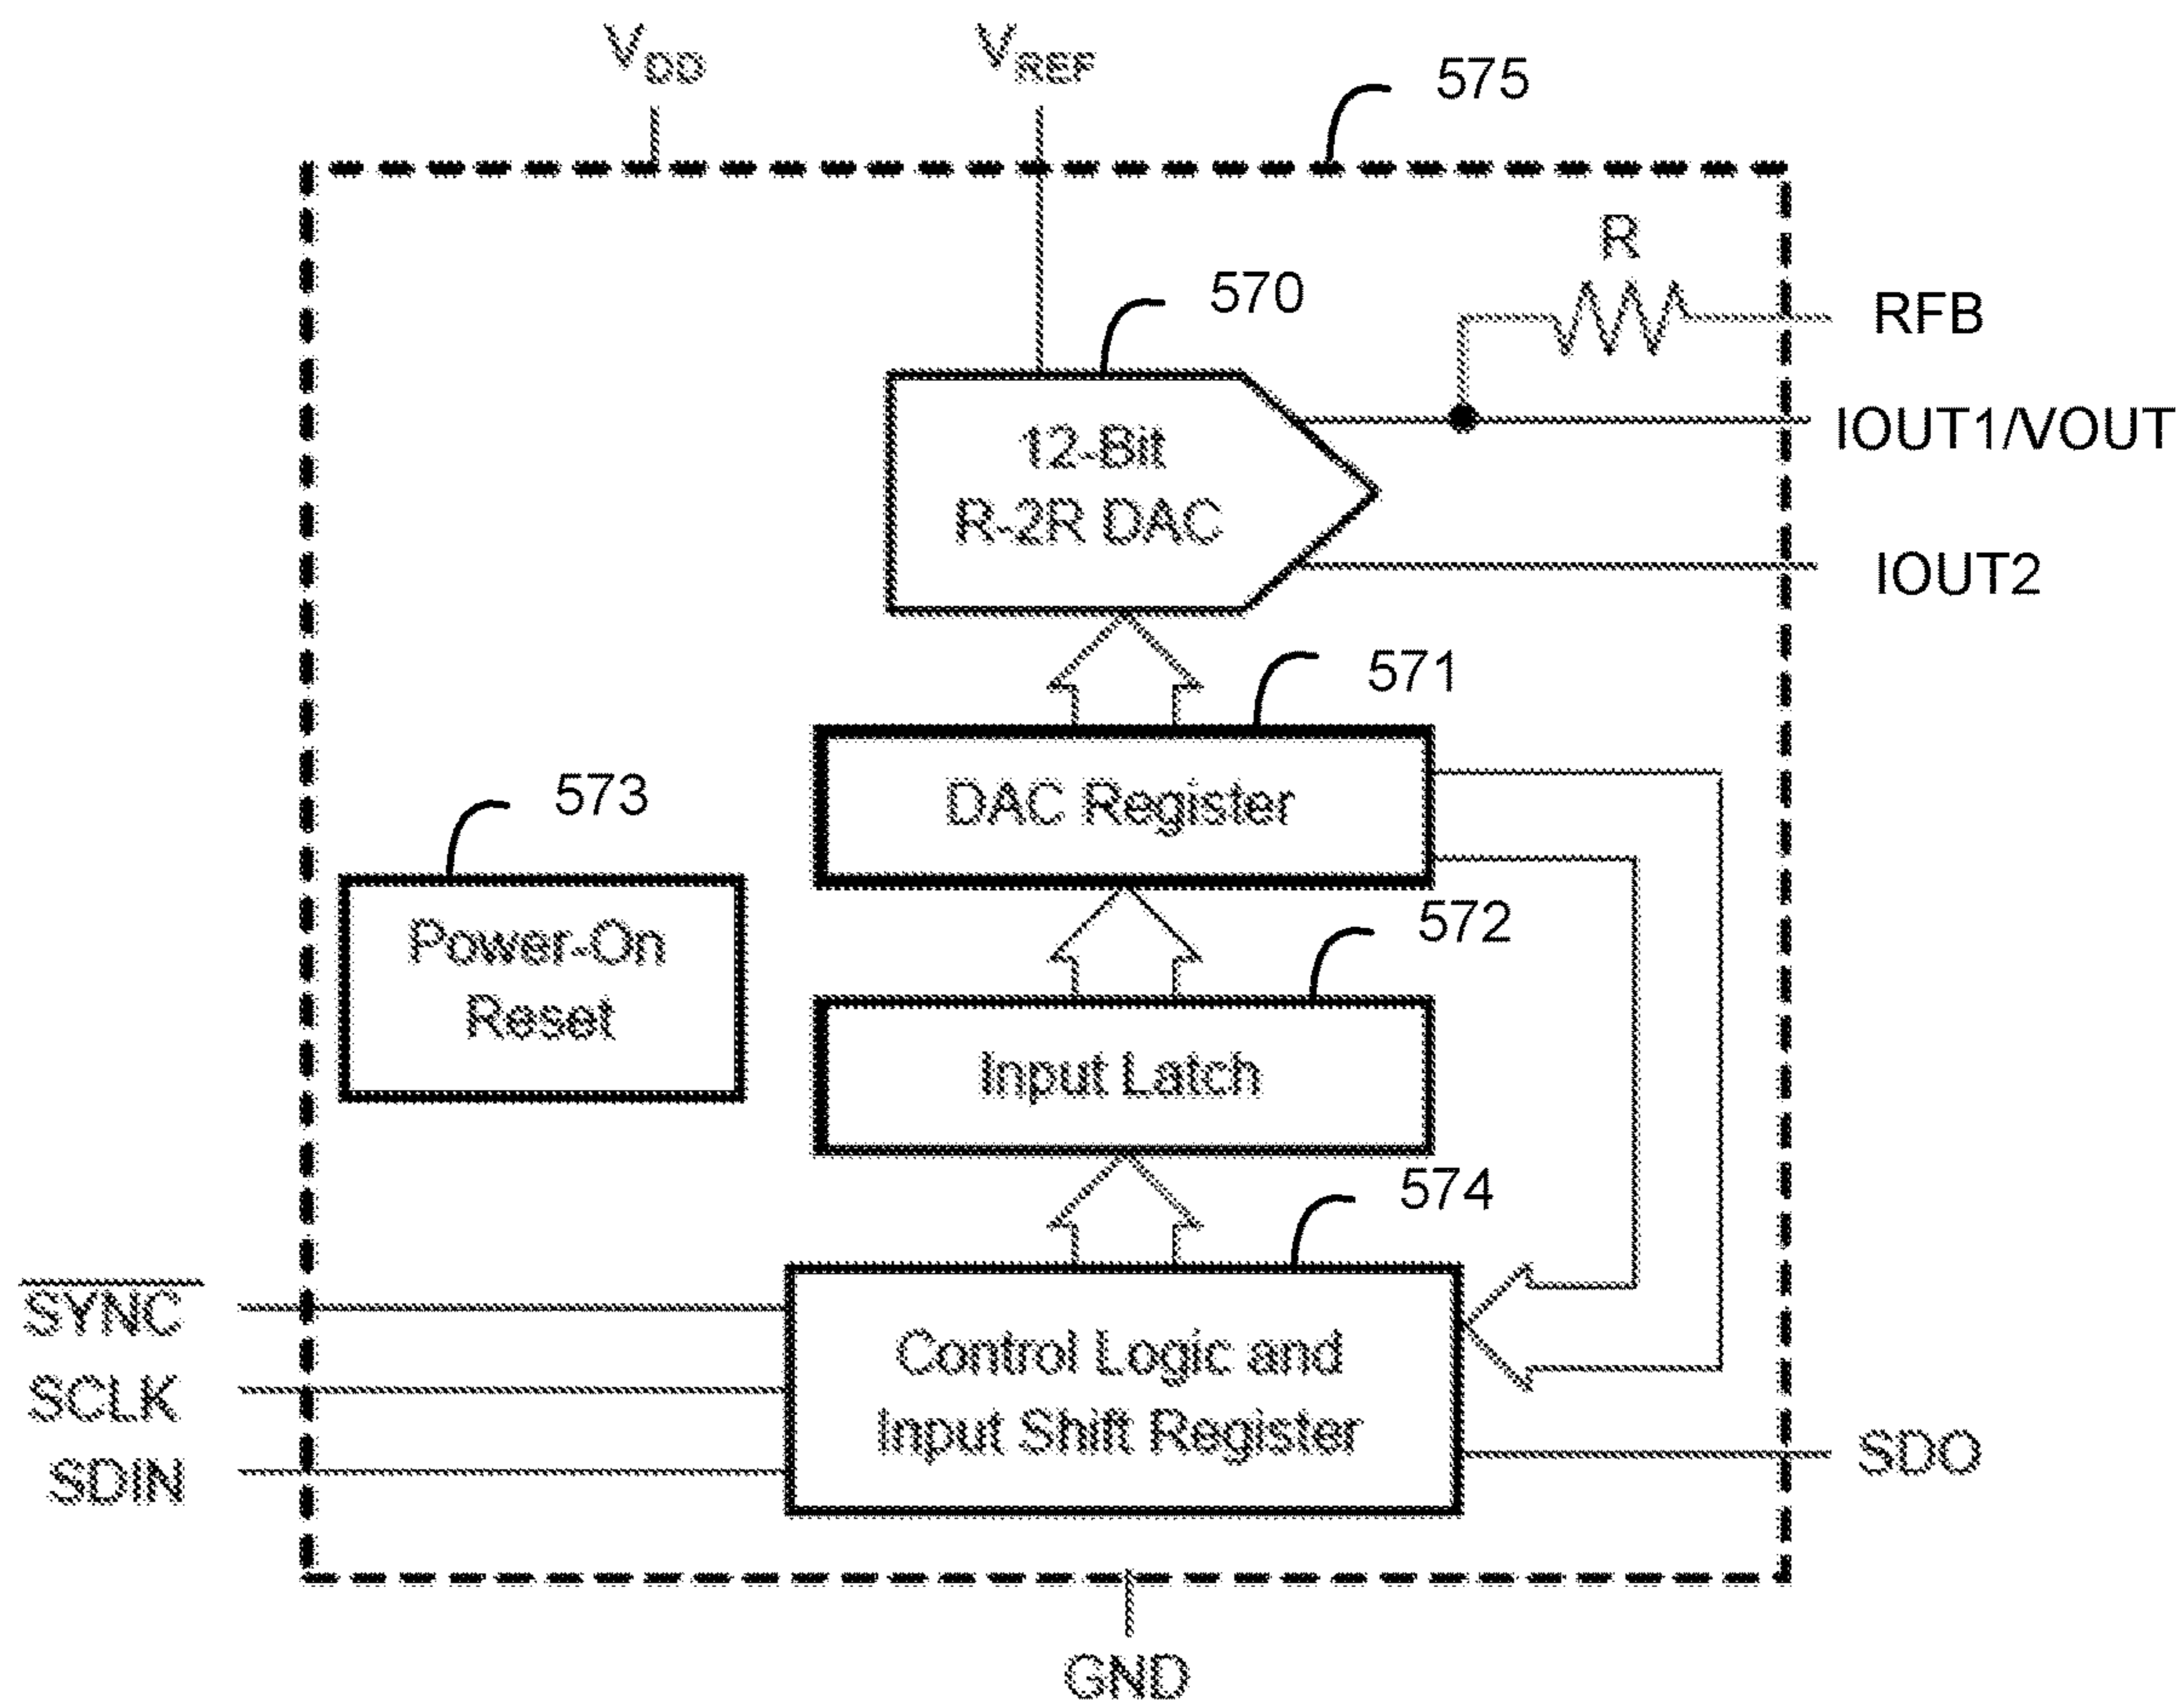 VDD
VREF
575
R
570
RFB
12-Bit
R-2R DAC
IOUT1/VOUT
IOUT2
571
DAC Register
573
Power-On
Reset
572
Input Latch
574
SYNC
SCLK
SDIN
Control Logic and
Input Shift Register
SDO
GND